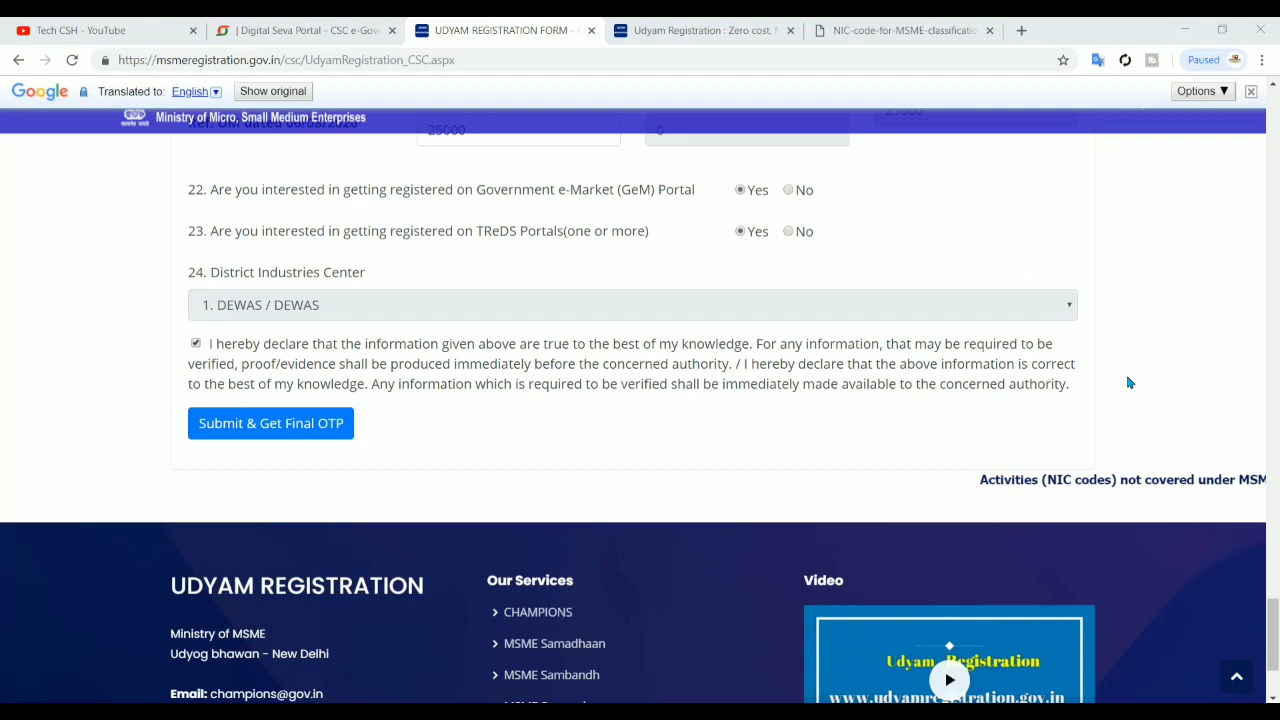 Tech CSH - YouTube
| Digital Seva Portal - CSC e-Gov
UDYAM REGISTRATION FORM -
Udyam Registration : Zero cost, N
NIC-code-for-MSME-classificatio
https://msmeregistration.gov.in/csc/UdyamRegistration_CSC.aspx
Paused
Google
Translated to: English
Show original
Options ▼
Ministry of Micro, Small Medium Enterprises
25000
0
22. Are you interested in getting registered on Government e-Market (GeM) Portal
Yes No
23. Are you interested in getting registered on TReDS Portals(one or more)
Yes No
24. District Industries Center
1. DEWAS / DEWAS
I hereby declare that the information given above are true to the best of my knowledge. For any information, that may be required to be
verified, proof/evidence shall be produced immediately before the concerned authority. / I hereby declare that the above information is correct
to the best of my knowledge. Any information which is required to be verified shall be immediately made available to the concerned authority.
Submit & Get Final OTP
Activities (NIC codes) not covered under MSM
UDYAM REGISTRATION
Ministry of MSME
Udyog bhawan - New Delhi
Email: champions@gov.in
Our Services
CHAMPIONS
MSME Samadhaan
MSME Sambandh
Video
Udyam Registration
www.udyamregistration.gov.in